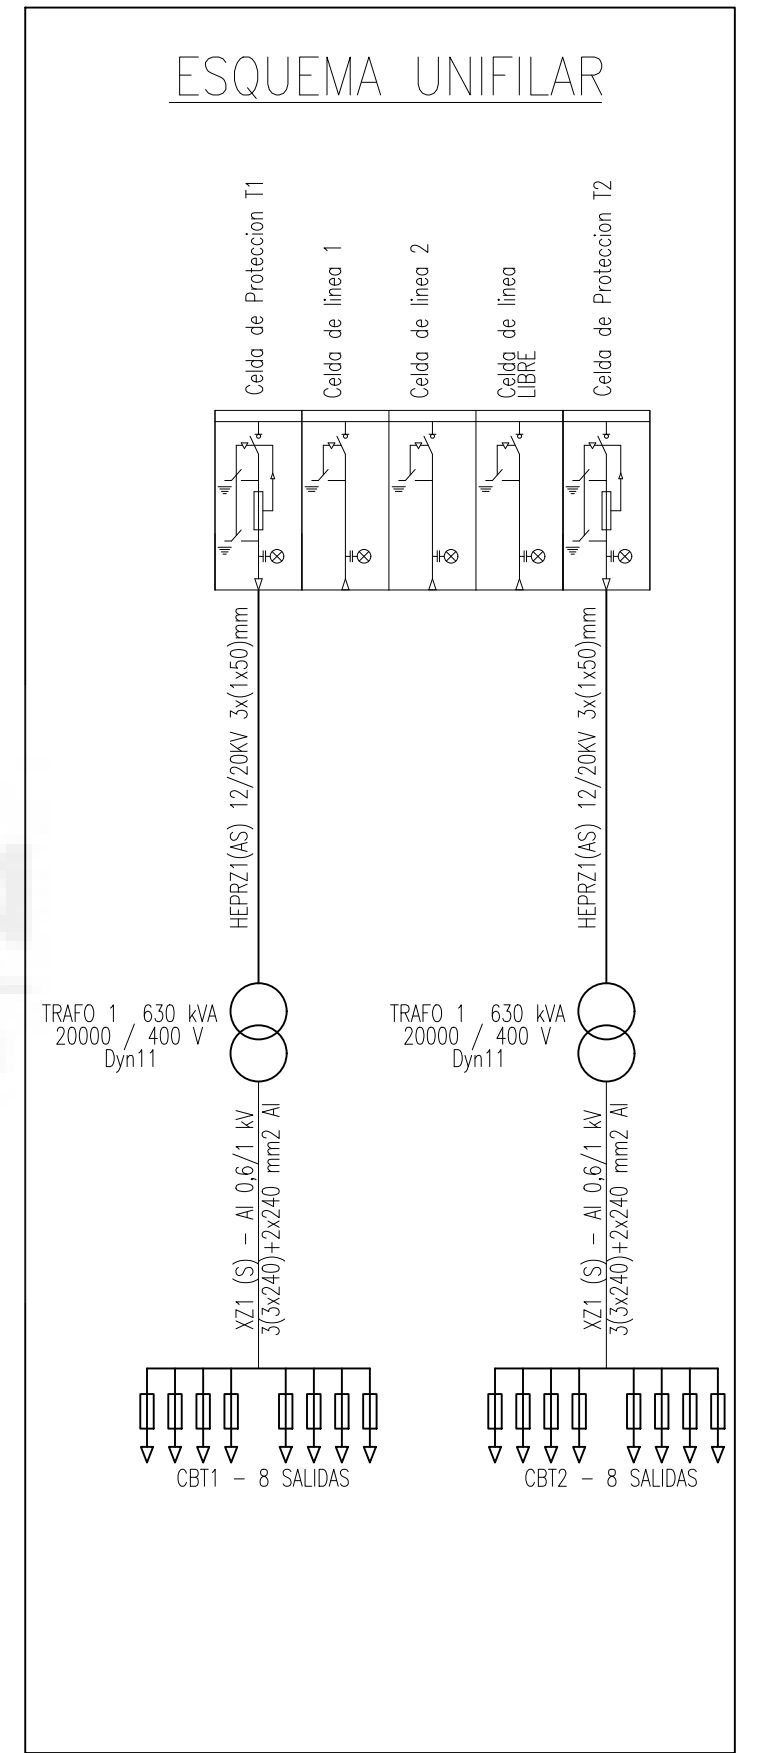 ESQUEMA UNIFILAR
Celda de Proteccion T1
Celda de linea 1
Celda de linea 2
Celda de linea
LIBRE
Celda de Proteccion T2
HEPRZ1(AS) 12/20KV 3x(1x50)mm
HEPRZ1(AS) 12/20KV 3x(1x50)mm
TRAFO 1 630 kVA
20000 / 400 V
Dyn11
TRAFO 1 630 kVA
20000 / 400 V
Dyn11
XZ1 (S) - Al 0,6/1 kV
3(3x240)+2x240 mm2 Al
XZ1 (S) - Al 0,6/1 kV
3(3x240)+2x240 mm2 Al
CBT1 - 8 SALIDAS
CBT2 - 8 SALIDAS